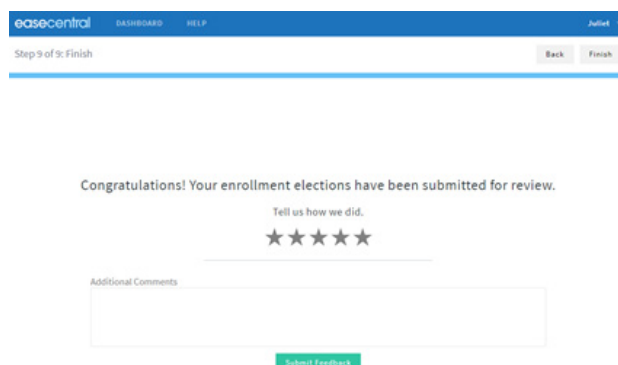 easecentral DASHBOARD HELP Juliet
Step 9 of 9: Finish Back Finish
Congratulations! Your enrollment elections have been submitted for review.
Tell us how we did.
Additional Comments
Submit Feedback